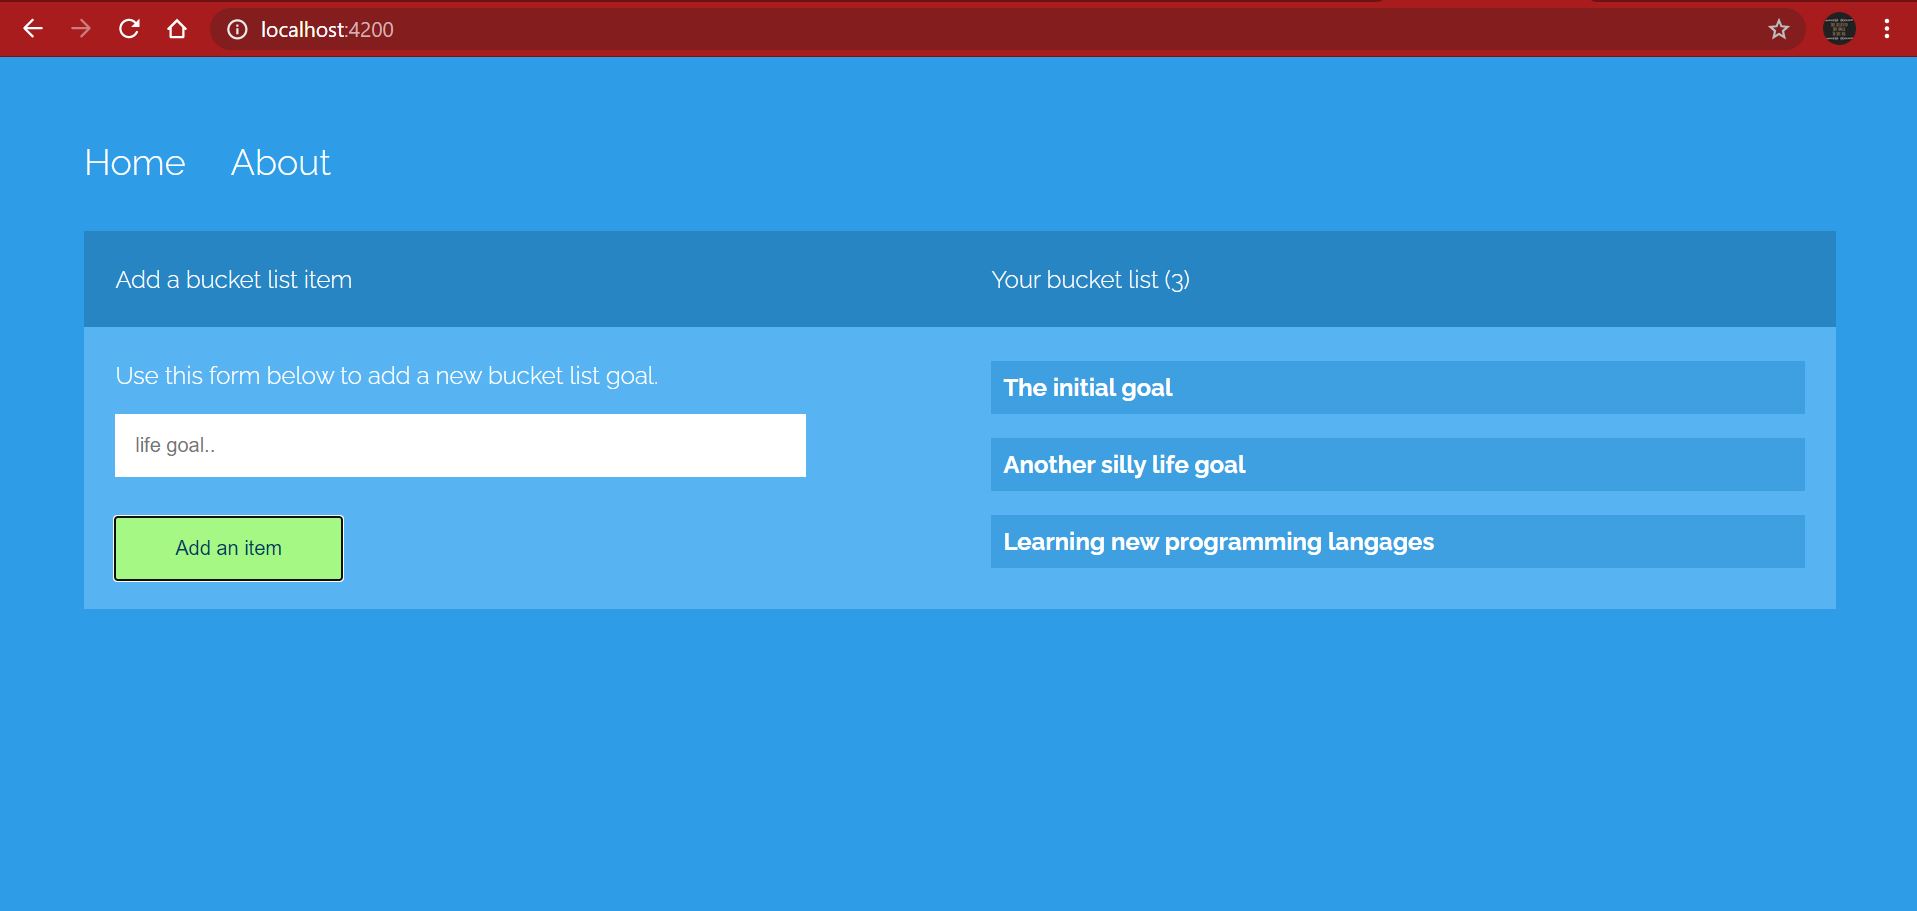 localhost:4200
Home About
Add a bucket list item
Your bucket list (3)
Use this form below to add a new bucket list goal.
life goal..
Add an item
The initial goal
Another silly life goal
Learning new programming langages